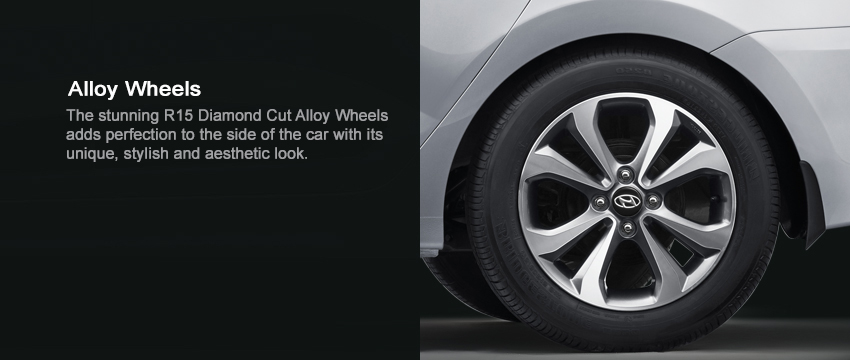 Alloy Wheels
The stunning R15 Diamond Cut Alloy Wheels
adds perfection to the side of the car with its
unique, stylish and aesthetic look.